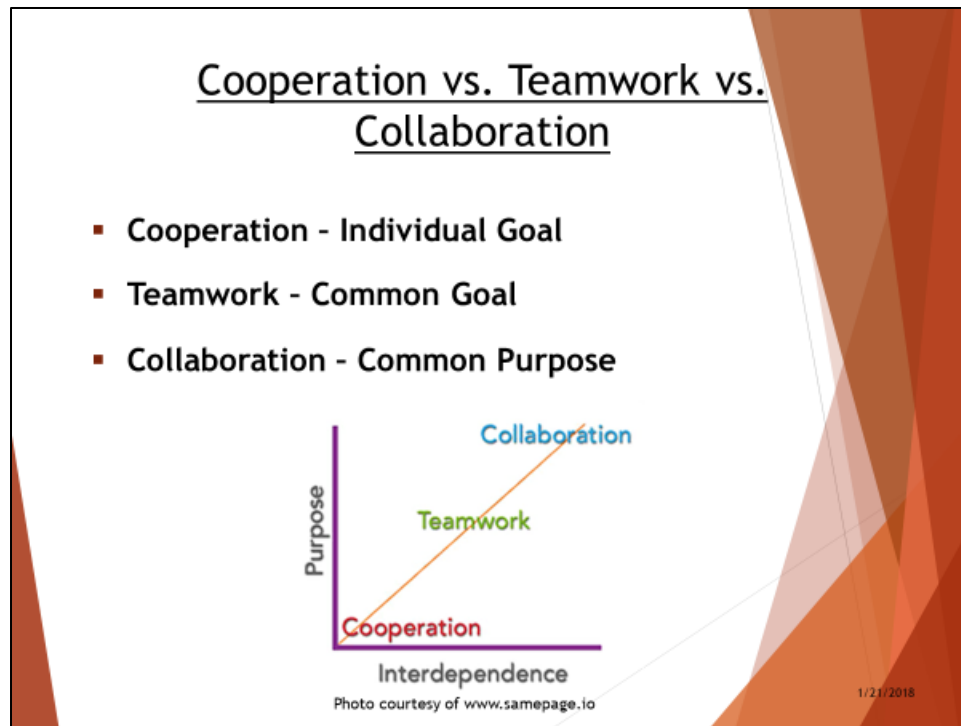 Cooperation vs. Teamwork vs.
Collaboration
▪ Cooperation – Individual Goal
▪ Teamwork – Common Goal
▪ Collaboration – Common Purpose
Collaboration
Teamwork
Purpose
Cooperation
Interdependence
Photo courtesy of www.samepage.io
1/21/2018